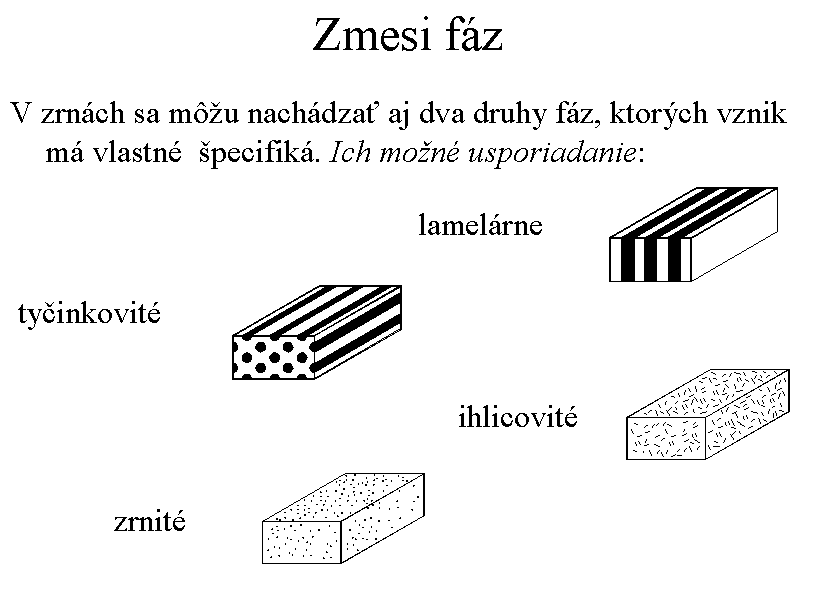 Zmesi fáz
V zrnách sa môžu nachádzať aj dva druhy fáz, ktorých vznik
má vlastné špecifiká. Ich možné usporiadanie:
lamelárne
tyčinkovité
ihlicovité
zrnité